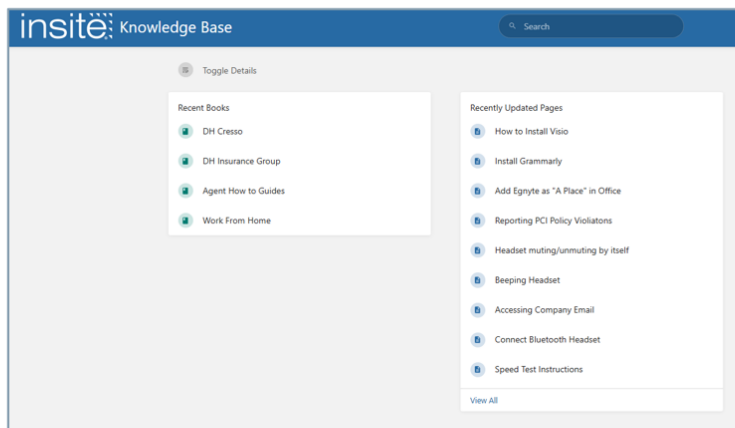 insite Knowledge Base
Search
Toggle Details
Recent Books
DH Cresso
DH Insurance Group
Agent How to Guides
Work From Home
Recently Updated Pages
How to Install Visio
Install Grammarly
Add Egnyte as "A Place" in Office
Reporting PCI Policy Violiatons
Headset muting/unmuting by itself
Beeping Headset
Accessing Company Email
Connect Bluetooth Headset
Speed Test Instructions
View All